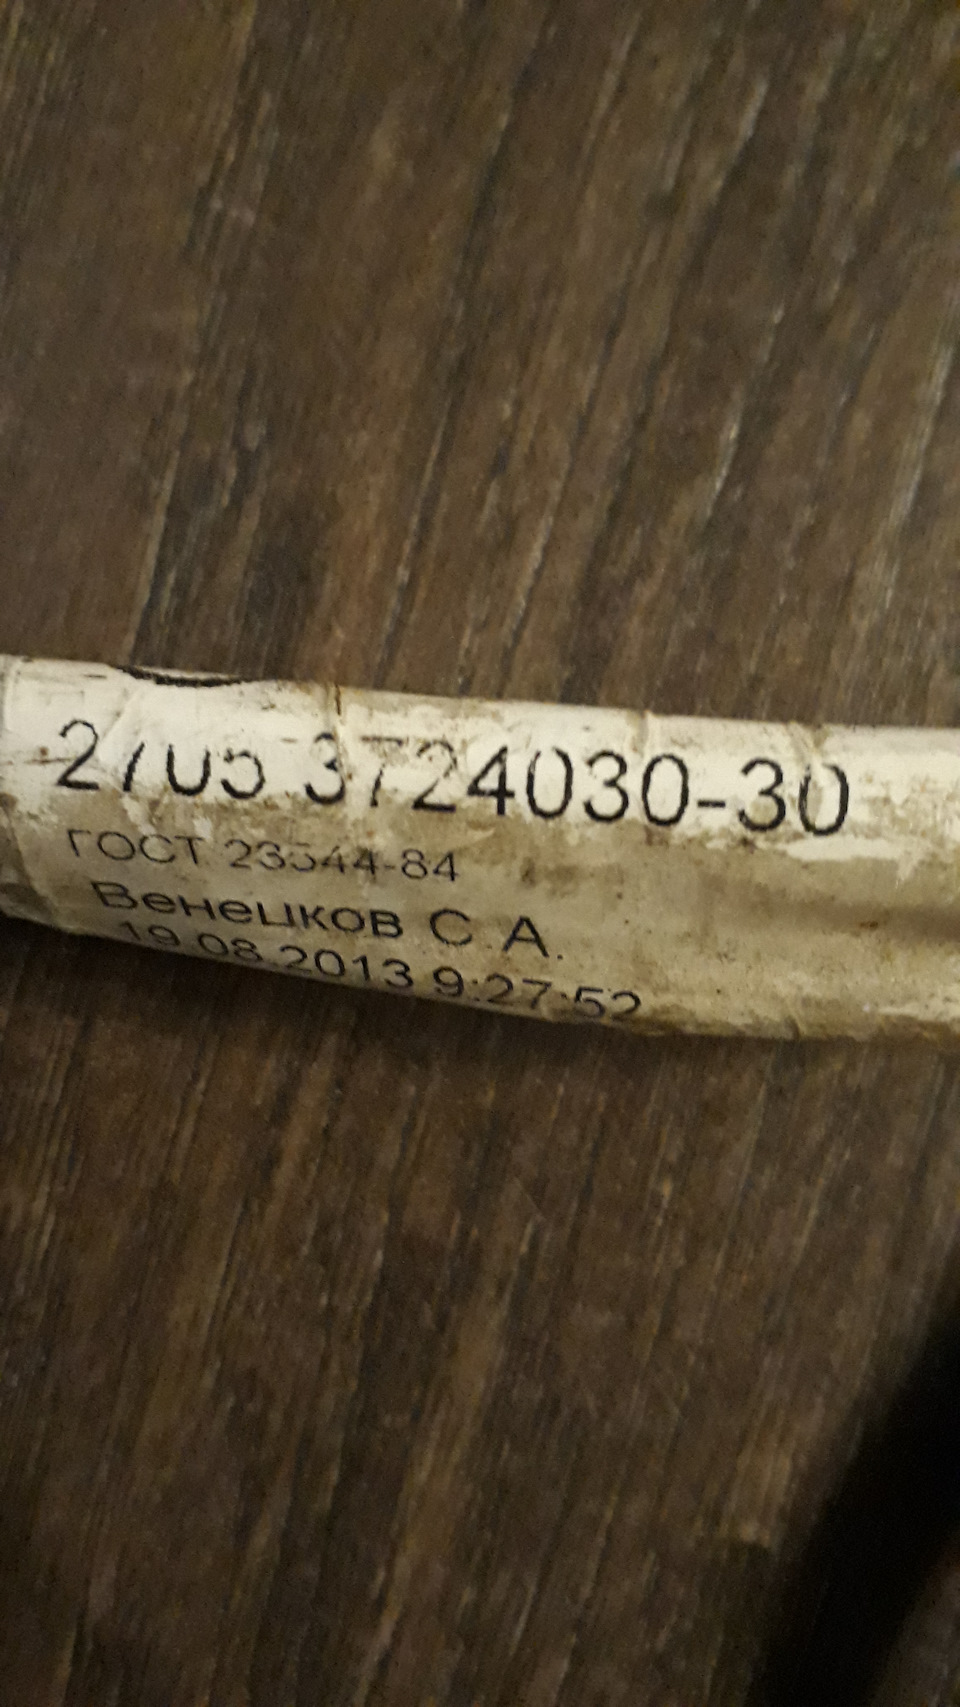 2705 3724030-30
ГОСТ 23544-84
Венецков С.А.
19.08.2013 9:27:52